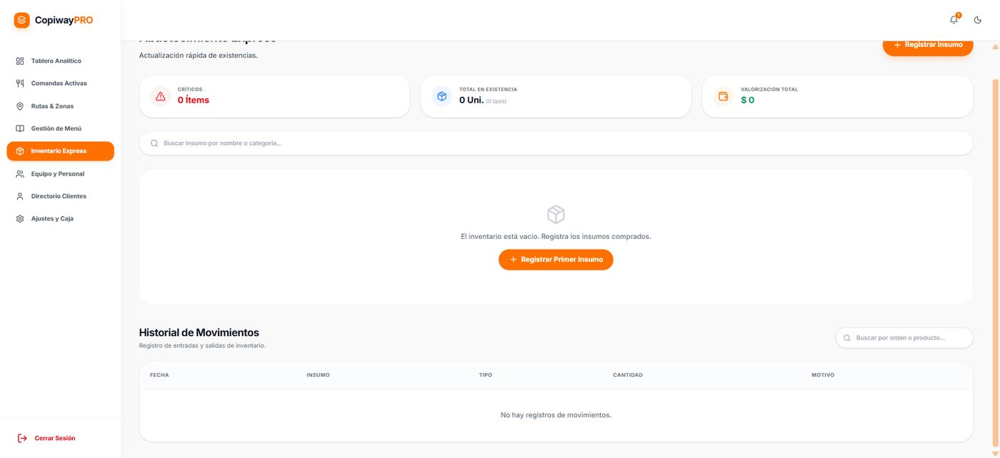 CopiwayPRO
1
Tablero Analítico
Comandas Activas
Rutas & Zonas
Gestión de Menú
Inventario Express
Equipo y Personal
Directorio Clientes
Ajustes y Caja
Cerrar Sesión
Actualización rápida de existencias.
+ Registrar Insumo
CRÍTICOS
0 Ítems
TOTAL EN EXISTENCIA
0 Uni. (0 tipos)
VALORIZACIÓN TOTAL
$ 0
Buscar insumo por nombre o categoría...
El inventario está vacío. Registra los insumos comprados.
+ Registrar Primer Insumo
Historial de Movimientos
Registro de entradas y salidas de inventario.
Buscar por orden o producto...
FECHA INSUMO TIPO CANTIDAD MOTIVO
No hay registros de movimientos.